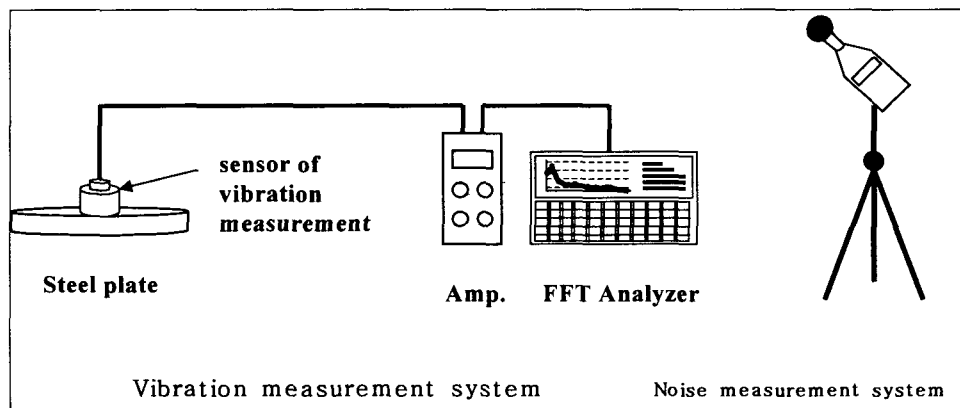 sensor of
vibration
measurement
Steel plate
Amp.
FFT Analyzer
Vibration measurement system
Noise measurement system